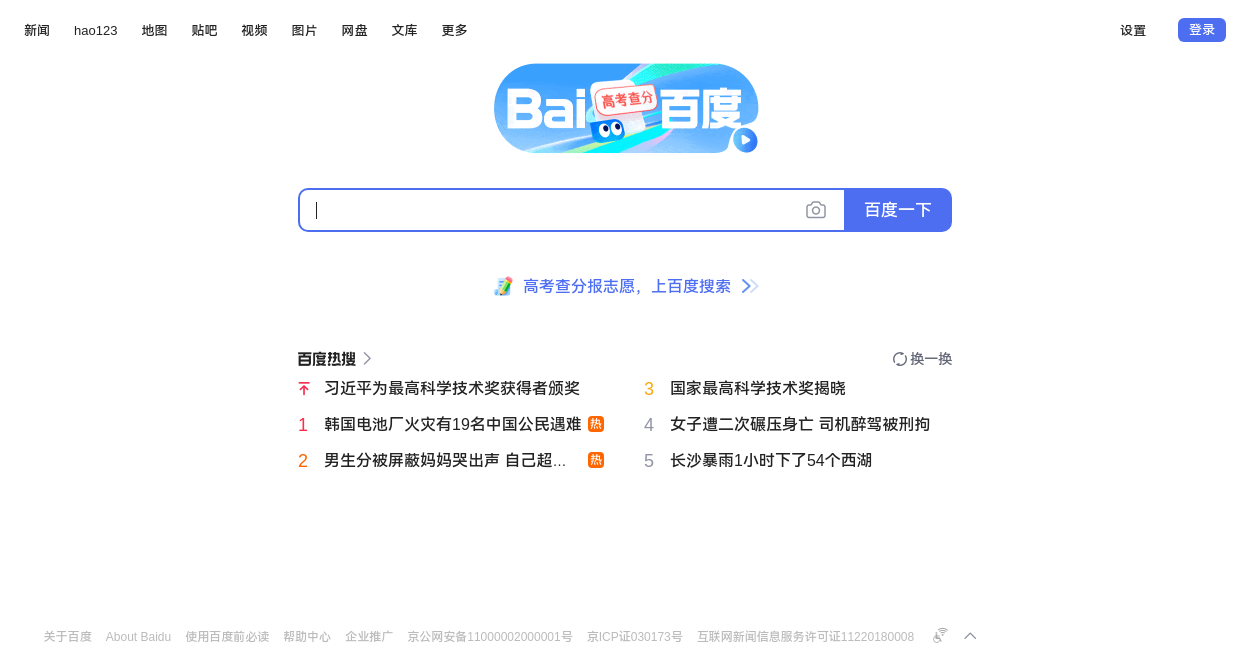 新闻 hao123 地图 贴吧 视频 图片 网盘 文库 更多 设置 登录
Bai 高考查分 百度
百度一下
高考查分报志愿，上百度搜索
百度热搜 换一换
习近平为最高科学技术奖获得者颁奖
3 国家最高科学技术奖揭晓
1 韩国电池厂火灾有19名中国公民遇难 热
4 女子遭二次碾压身亡 司机醉驾被刑拘
2 男生分被屏蔽妈妈哭出声 自己超... 热
5 长沙暴雨1小时下了54个西湖
关于百度 About Baidu 使用百度前必读 帮助中心 企业推广 京公网安备11000002000001号 京ICP证030173号 互联网新闻信息服务许可证11220180008